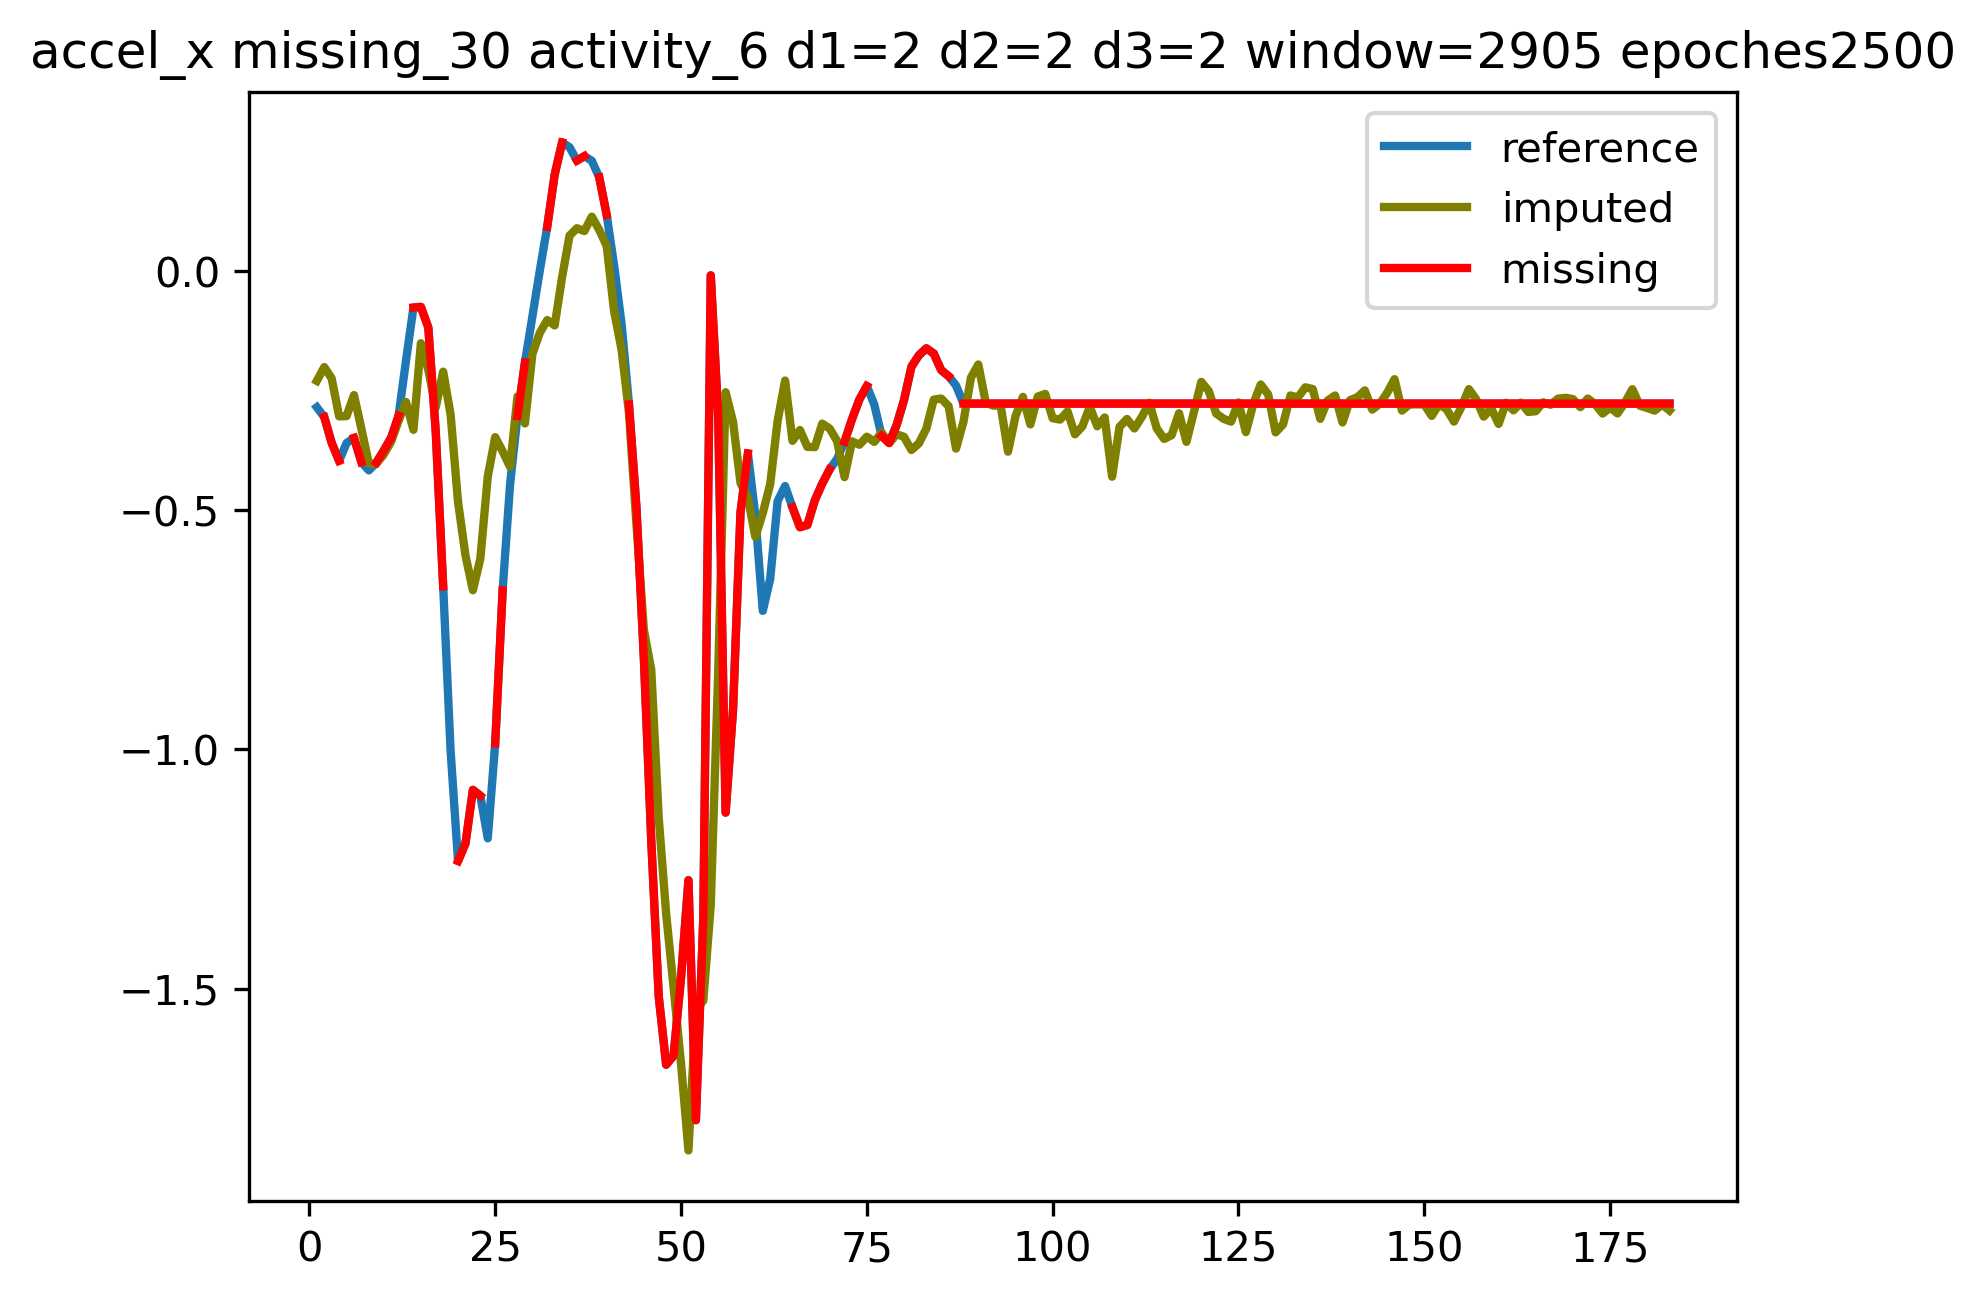 accel_x missing_30 activity_6 d1=2 d2=2 d3=2 window=2905 epoches2500
reference
imputed
missing
0.0
−0.5
−1.0
−1.5
0 25 50 75 100 125 150 175